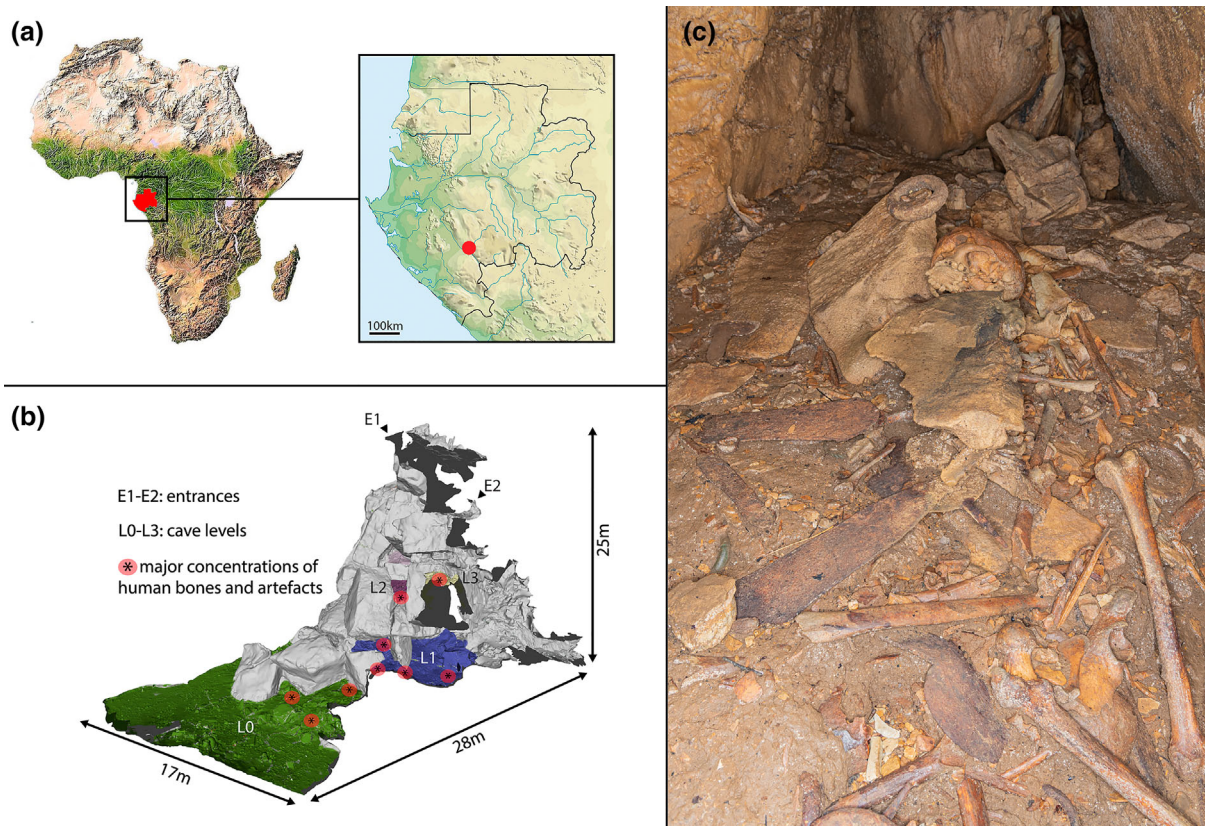 (a)
100km
(b)
E1
E2
E1-E2: entrances
L0-L3: cave levels
* major concentrations of
human bones and artefacts
L2
L3
L1
L0
25m
28m
17m
(c)